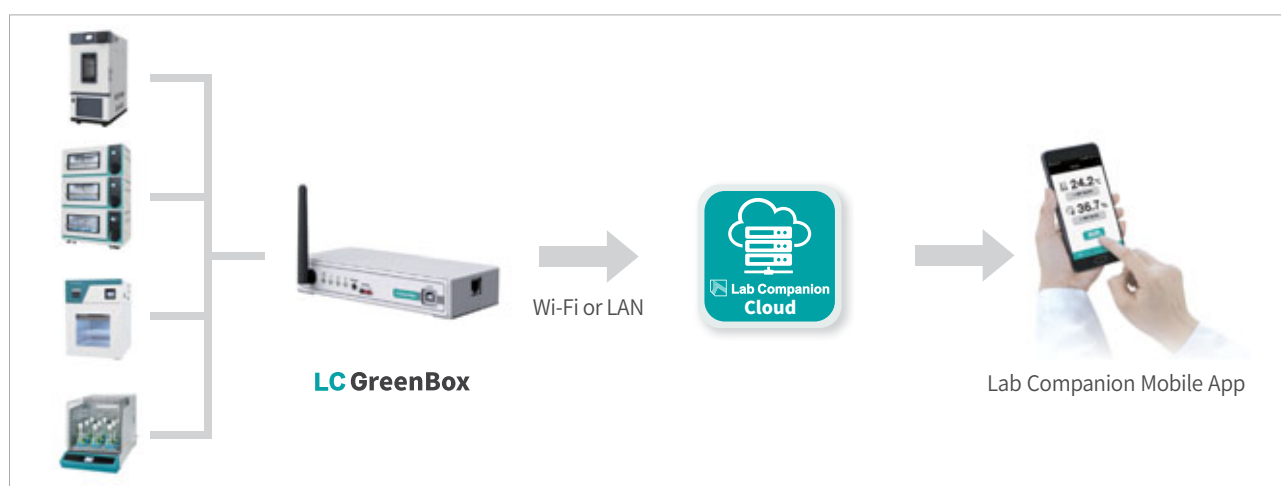 Wi-Fi or LAN
LC GreenBox
Lab Companion
Cloud
24.2
36.7
Lab Companion Mobile App